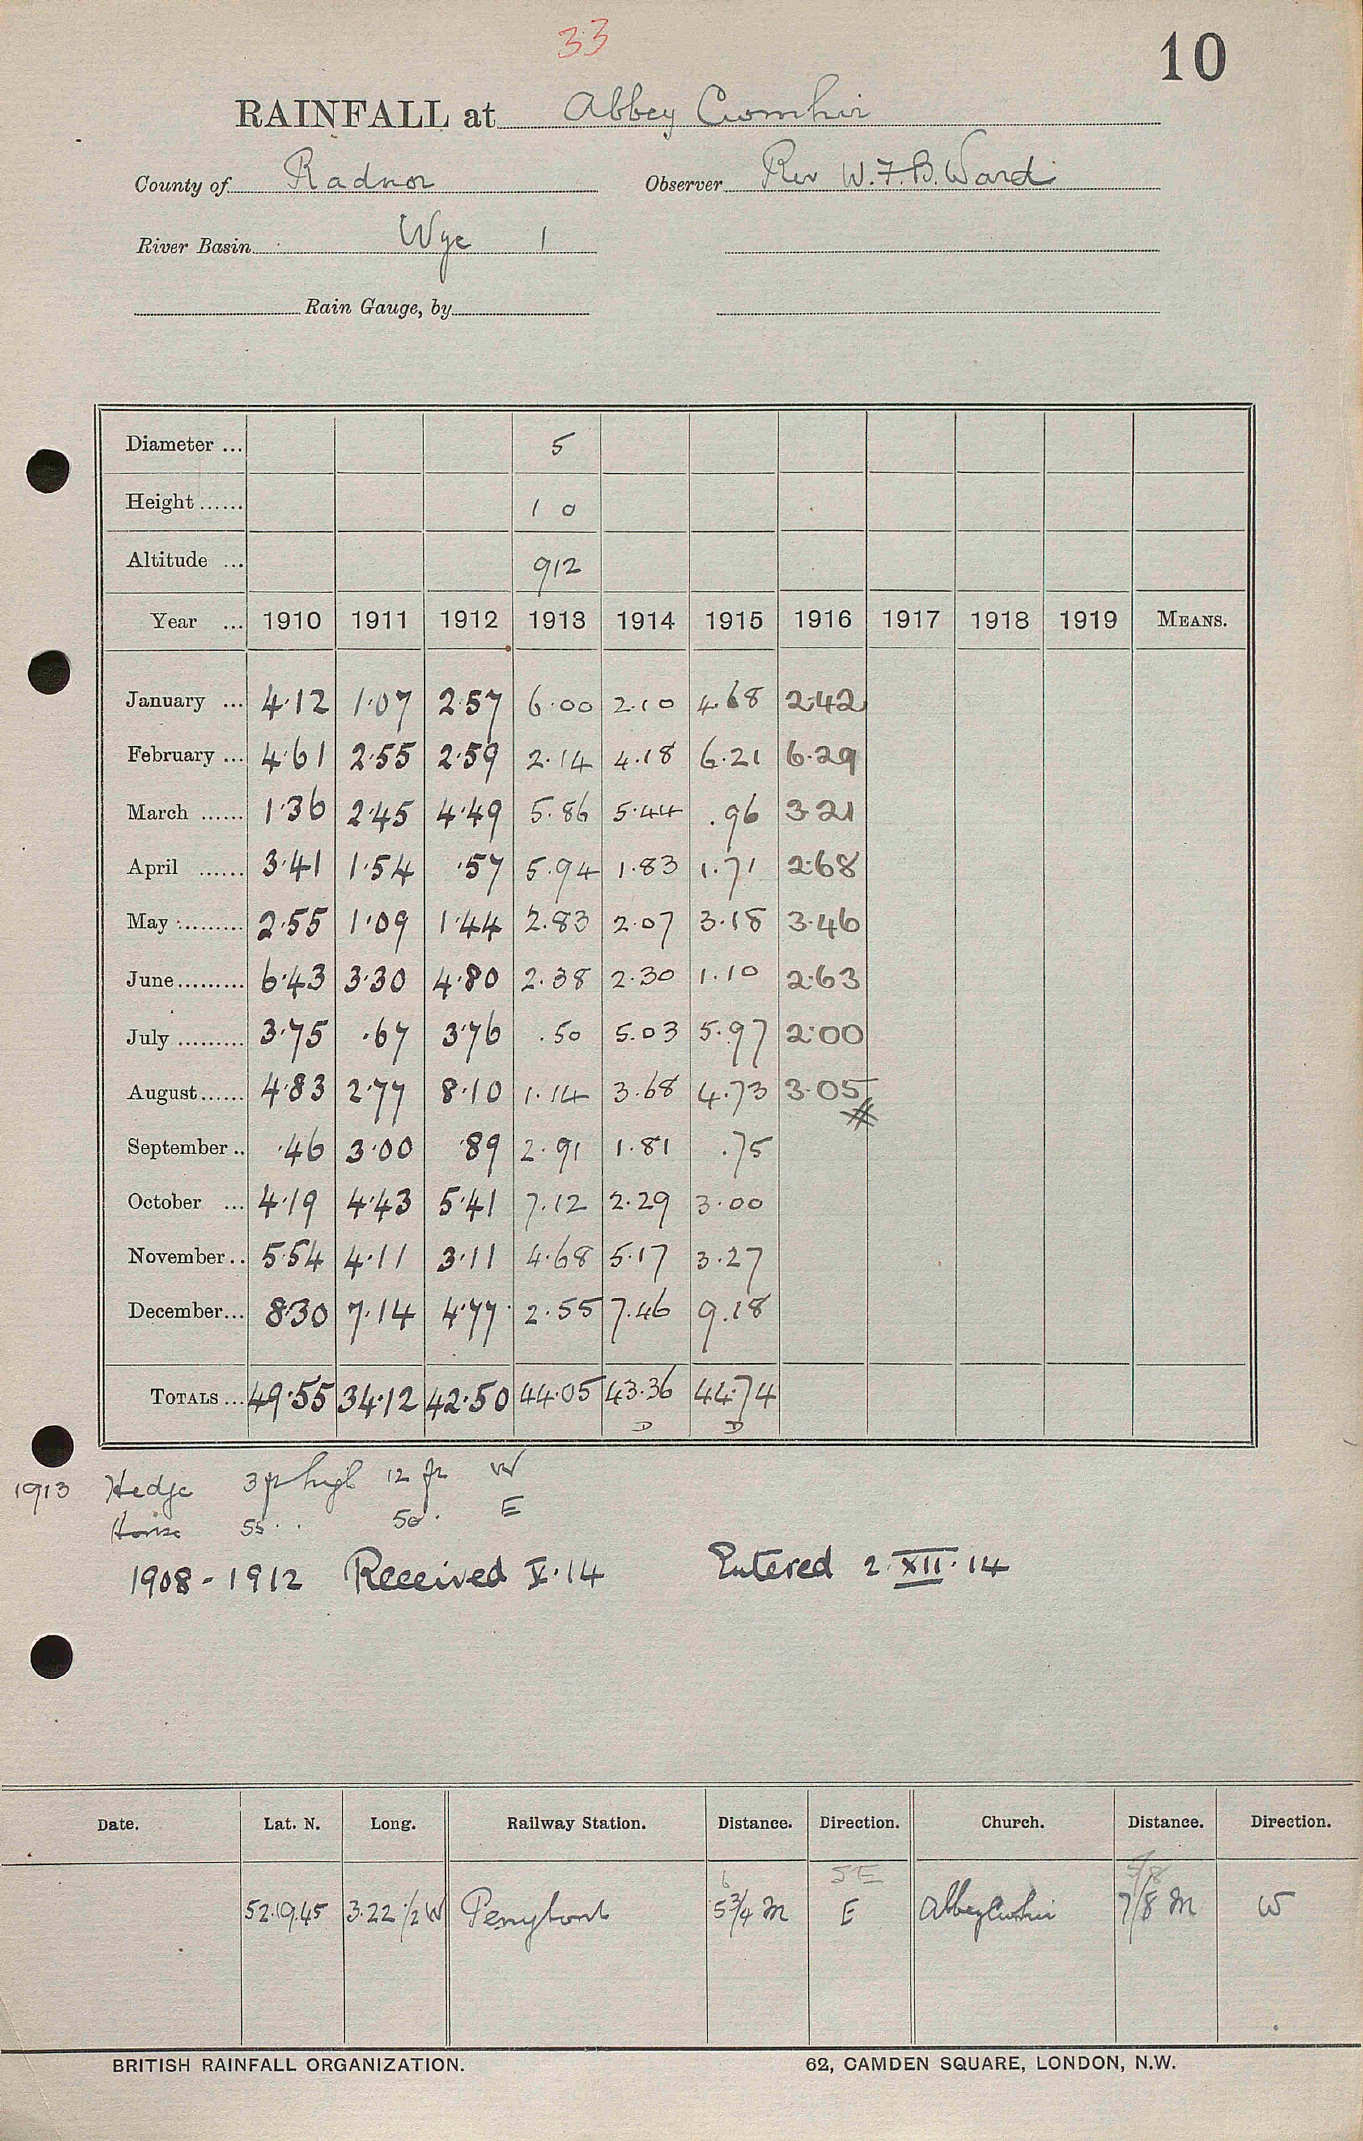 33
10
RAINFALL at Abbey Cwmhir
County of Radnor Observer Rev W.F.B. Ward
River Basin Wye 1
Rain Gauge, by
Diameter ... 5
Height ...... 1 0
Altitude ... 912
Year ... 1910 1911 1912 1913 1914 1915 1916 1917 1918 1919 MEANS.
January ... 4·12 1·07 2·57 6·00 2·10 4·68 2·42
February ... 4·61 2·55 2·59 2·14 4·18 6·21 6·29
March ...... 1·36 2·45 4·49 5·86 5·44 ·96 3·21
April ...... 3·41 1·54 ·57 5·94 1·83 1·71 2·68
May ......... 2·55 1·09 1·44 2·83 2·07 3·18 3·46
June ......... 6·43 3·30 4·80 2·38 2·30 1·10 2·63
July ......... 3·75 ·67 3·76 ·50 5·03 5·97 2·00
August ...... 4·83 2·77 8·10 1·14 3·68 4·73 3·05
#
September .. ·46 3·00 ·89 2·91 1·81 ·75
October ... 4·19 4·43 5·41 7·12 2·29 3·00
November .. 5·54 4·11 3·11 4·68 5·17 3·27
December ... 8·30 7·14 4·77 2·55 7·46 9·18
TOTALS ... 49·55 34·12 42·50 44·05 43·36 44·74
D D
1913 Hedge 3 ft high 12 ft W
House 55 . . 50 . E
1908 - 1912 Received V·14 Entered 2·XII·14
Date. Lat. N. Long. Railway Station. Distance. Direction. Church. Distance. Direction.
6 SE 5/8
52.19.45 3.22 1/2 W Penybont 5 3/4 M E Abbey Cwmhir 7/8 M W
BRITISH RAINFALL ORGANIZATION. 62, CAMDEN SQUARE, LONDON, N.W.